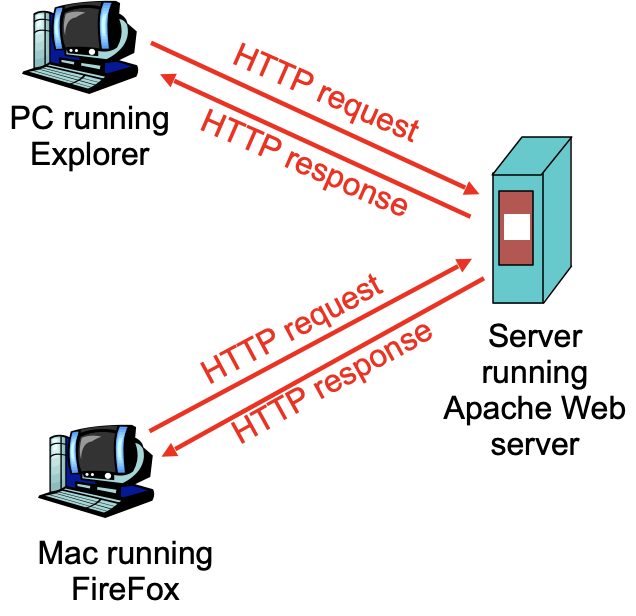 HTTP request
HTTP response
PC running
Explorer
HTTP request
HTTP response
Server
running
Apache Web
server
Mac running
FireFox